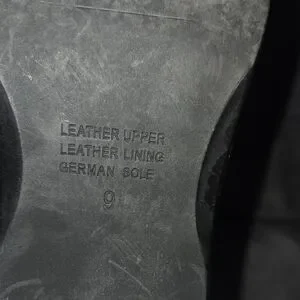 LEATHER UPPER
LEATHER LINING
GERMAN SOLE
9